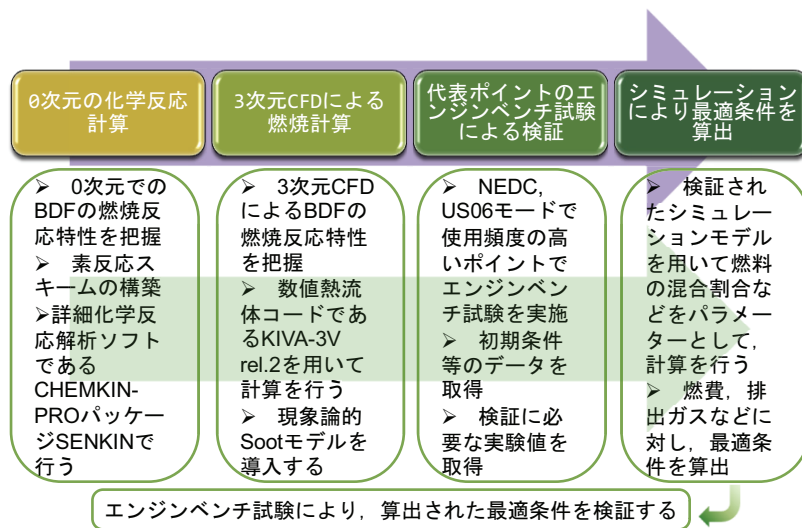 0次元の化学反応
計算
3次元CFDによる
燃焼計算
代表ポイントのエ
ンジンベンチ試験
による検証
シミュレーション
により最適条件を
算出
➢ 0次元での
BDFの燃焼反
応特性を把握
➢ 素反応ス
キームの構築
➢詳細化学反
応解析ソフト
である
CHEMKIN-
PROパッケー
ジSENKINで
行う
➢ 3次元CFD
によるBDFの
燃焼反応特性
を把握
➢ 数値熱流
体コードであ
るKIVA-3V
rel.2を用いて
計算を行う
➢ 現象論的
Sootモデルを
導入する
➢ NEDC,
US06モードで
使用頻度の高
いポイントで
エンジンベン
チ試験を実施
➢ 初期条件
等のデータを
取得
➢ 検証に必
要な実験値を
取得
➢ 検証され
たシミュレー
ションモデル
を用いて燃料
の混合割合な
どをパラメー
ターとして，
計算を行う
➢ 燃費，排
出ガスなどに
対し，最適条
件を算出
エンジンベンチ試験により，算出された最適条件を検証する